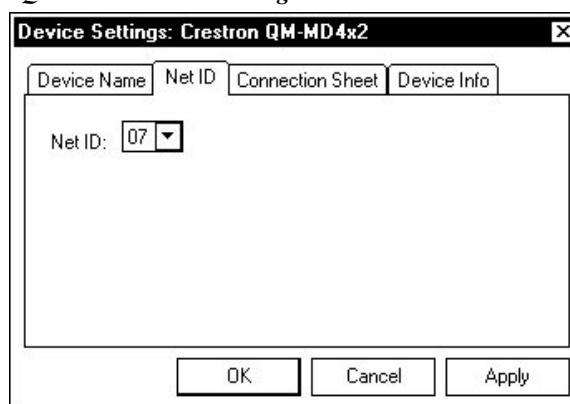 Device Settings: Crestron QM-MD4x2
Device Name Net ID Connection Sheet Device Info
Net ID: 07
OK Cancel Apply